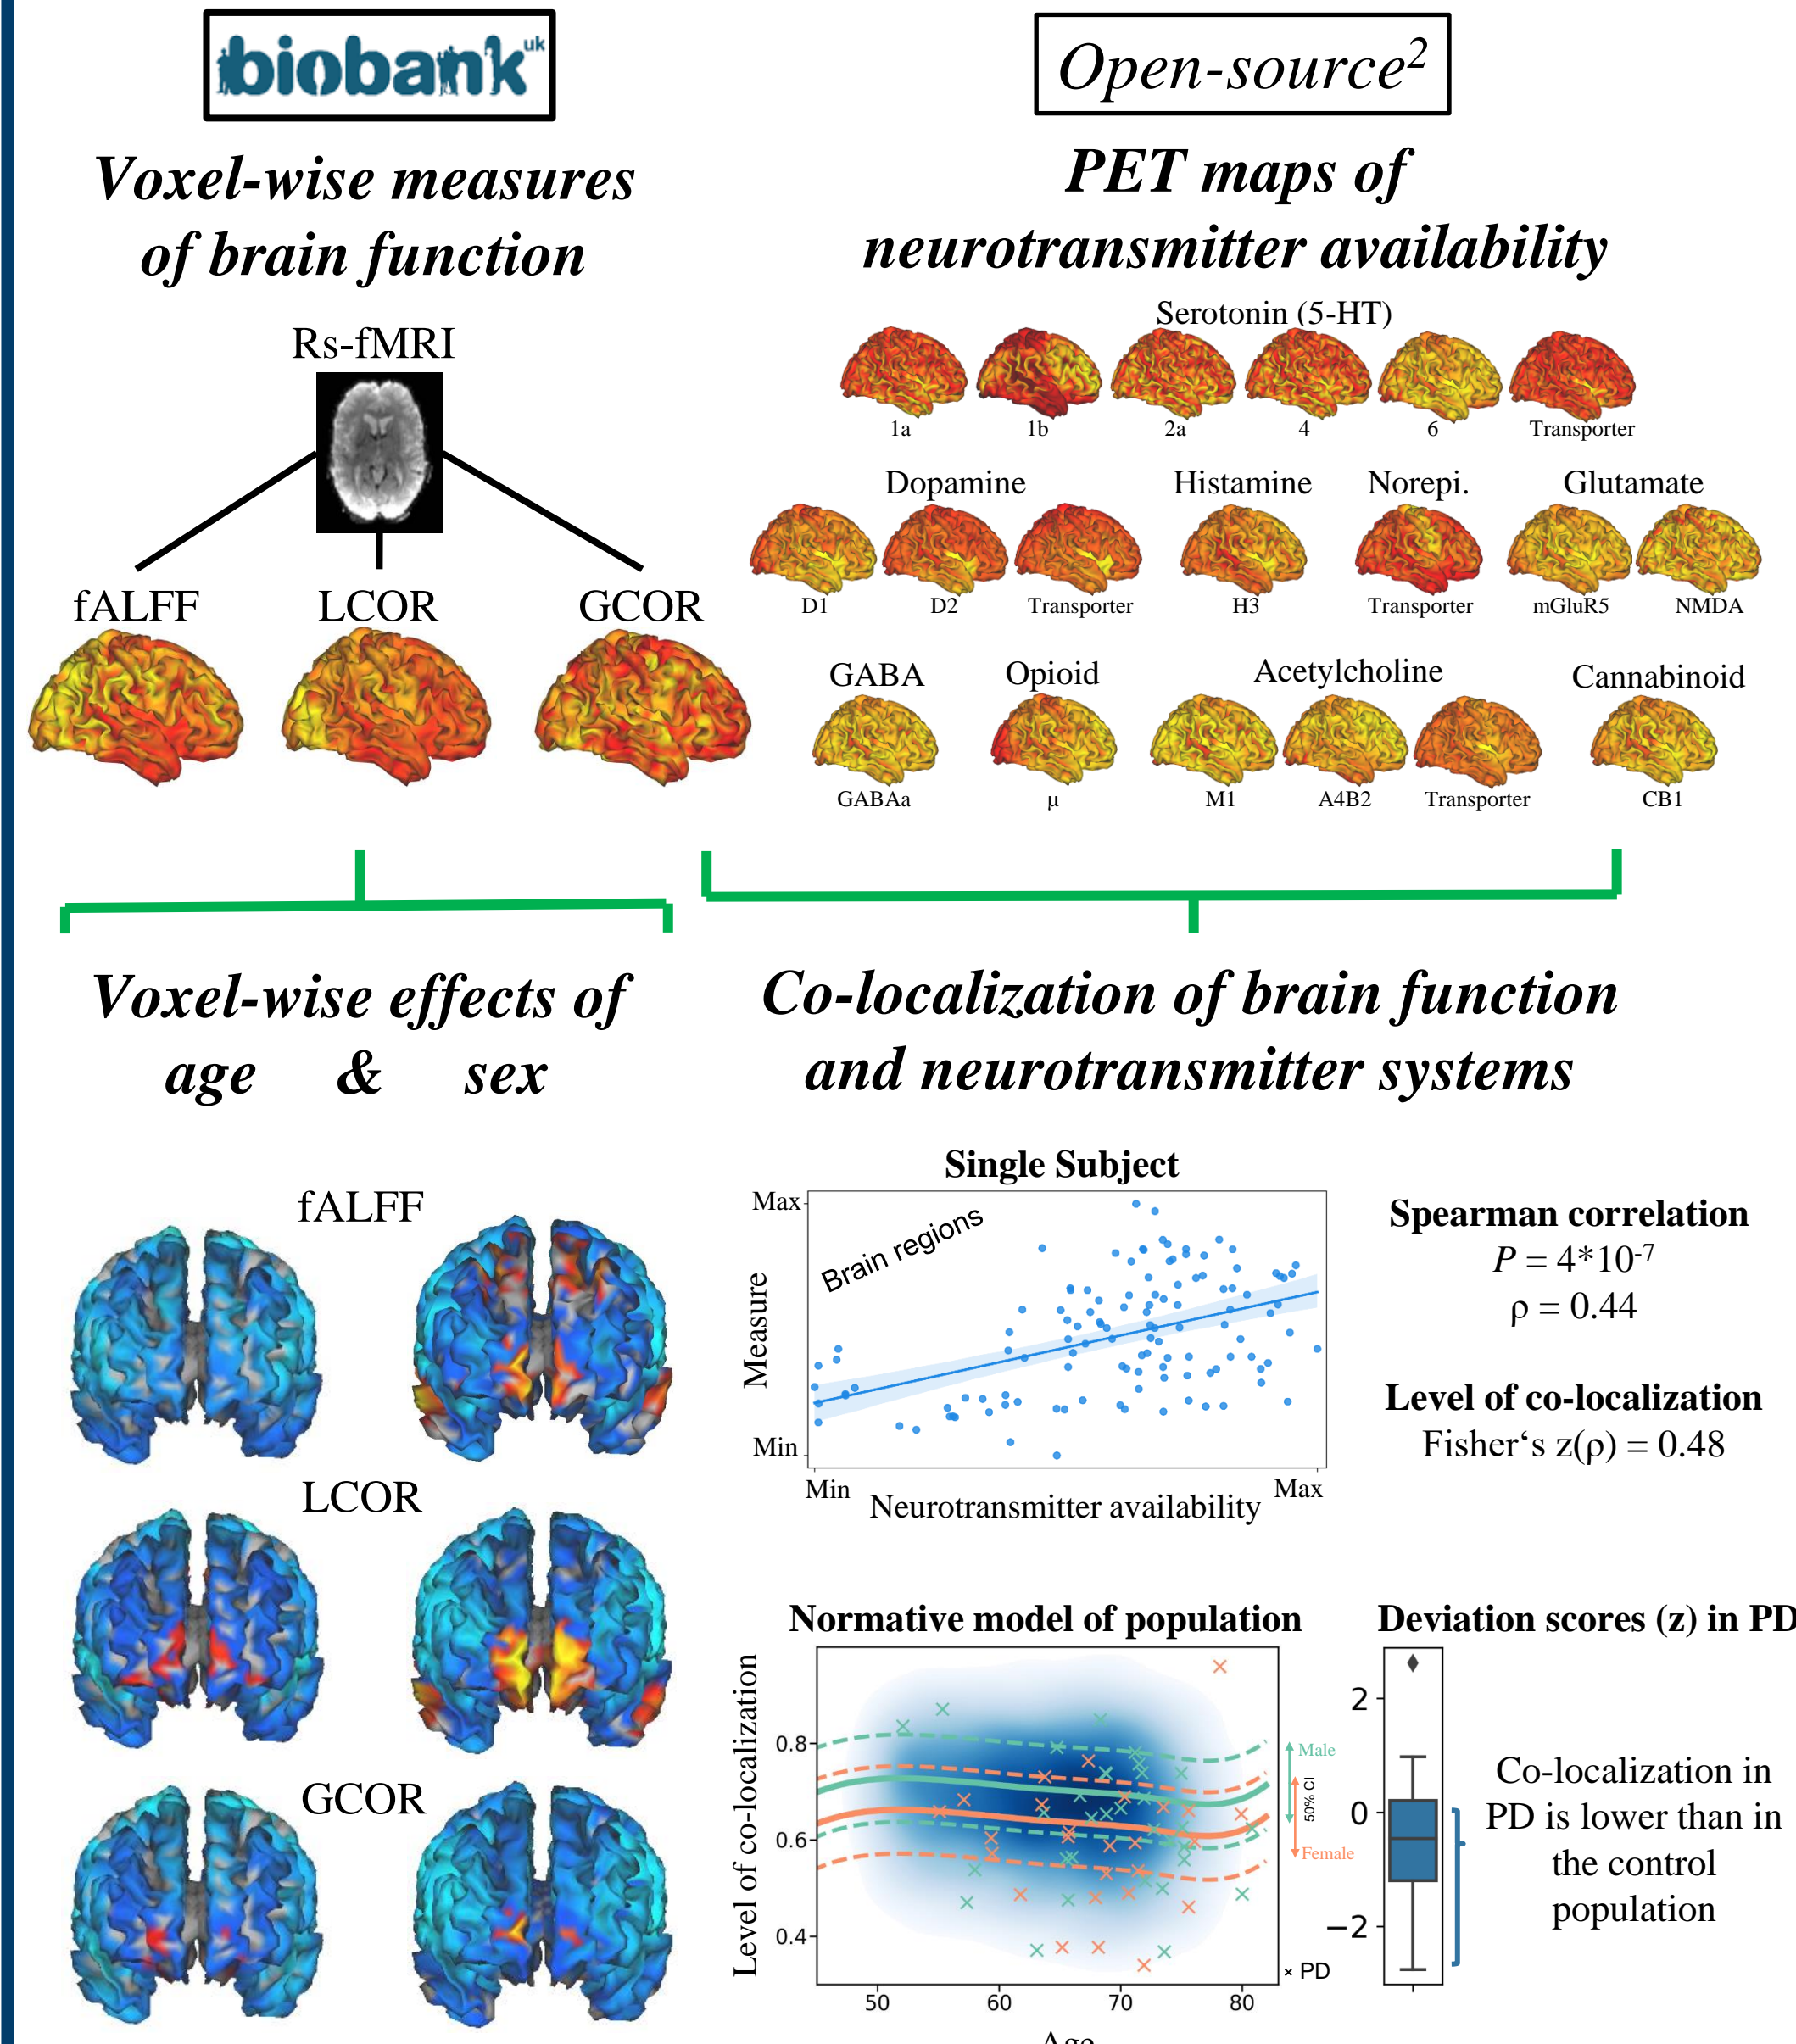 biobank uk
Open-source²
Voxel-wise measures
of brain function
PET maps of
neurotransmitter availability
Rs-fMRI
fALFF LCOR GCOR
Serotonin (5-HT)
1a 1b 2a 4 6 Transporter
Dopamine Histamine Norepi. Glutamate
D1 D2 Transporter H3 Transporter mGluR5 NMDA
GABA Opioid Acetylcholine Cannabinoid
GABAa μ M1 A4B2 Transporter CB1
Voxel-wise effects of
age & sex
fALFF
LCOR
GCOR
Co-localization of brain function
and neurotransmitter systems
Single Subject
Max
Brain regions
Measure
Min
Min Max
Neurotransmitter availability
Spearman correlation
P = 4*10⁻⁷
ρ = 0.44
Level of co-localization
Fisher‘s z(ρ) = 0.48
Normative model of population
Level of co-localization
0.8
0.6
0.4
50 60 70 80
Age
Male
50% CI
Female
× PD
Deviation scores (z) in PD
2
0
−2
Co-localization in
PD is lower than in
the control
population